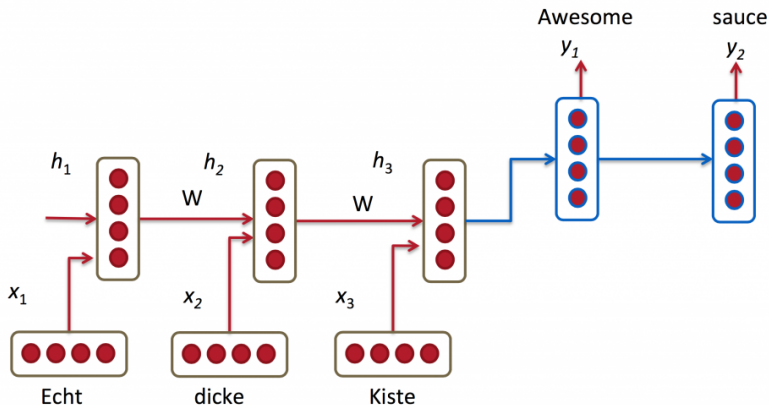 Awesome sauce
y1 y2
h1 h2 h3
W W
x1 x2 x3
Echt dicke Kiste